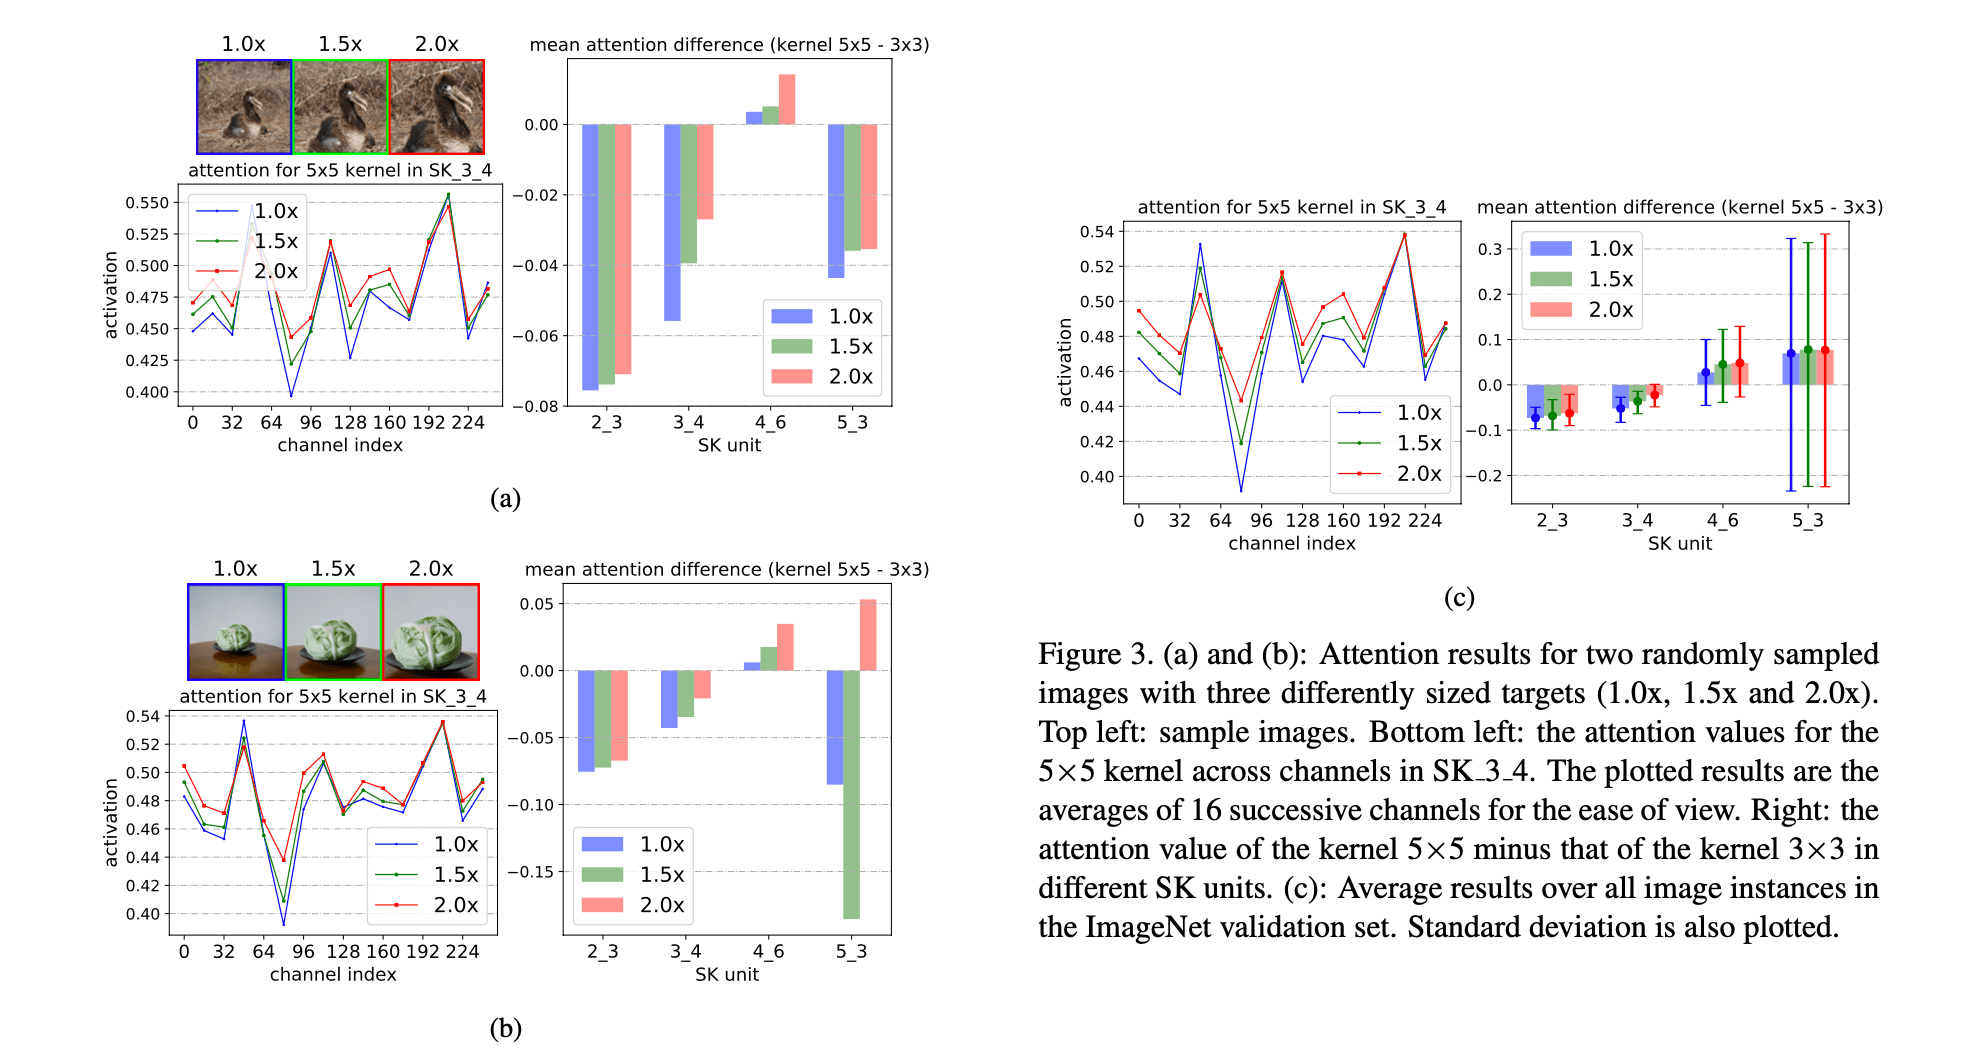 1.0x 1.5x 2.0x
attention for 5x5 kernel in SK_3_4
0.550
0.525
0.500
0.475
0.450
0.425
0.400
activation
1.0x
1.5x
2.0x
0 32 64 96 128 160 192 224
channel index
mean attention difference (kernel 5x5 - 3x3)
0.00
−0.02
−0.04
−0.06
−0.08
1.0x
1.5x
2.0x
2_3 3_4 4_6 5_3
SK unit
(a)
1.0x 1.5x 2.0x
attention for 5x5 kernel in SK_3_4
0.54
0.52
0.50
0.48
0.46
0.44
0.42
0.40
activation
1.0x
1.5x
2.0x
0 32 64 96 128 160 192 224
channel index
mean attention difference (kernel 5x5 - 3x3)
0.05
0.00
−0.05
−0.10
−0.15
1.0x
1.5x
2.0x
2_3 3_4 4_6 5_3
SK unit
(b)
attention for 5x5 kernel in SK_3_4
0.54
0.52
0.50
0.48
0.46
0.44
0.42
0.40
activation
1.0x
1.5x
2.0x
0 32 64 96 128 160 192 224
channel index
mean attention difference (kernel 5x5 - 3x3)
0.3
0.2
0.1
0.0
−0.1
−0.2
1.0x
1.5x
2.0x
2_3 3_4 4_6 5_3
SK unit
(c)
Figure 3. (a) and (b): Attention results for two randomly sampled
images with three differently sized targets (1.0x, 1.5x and 2.0x).
Top left: sample images. Bottom left: the attention values for the
5×5 kernel across channels in SK_3_4. The plotted results are the
averages of 16 successive channels for the ease of view. Right: the
attention value of the kernel 5×5 minus that of the kernel 3×3 in
different SK units. (c): Average results over all image instances in
the ImageNet validation set. Standard deviation is also plotted.